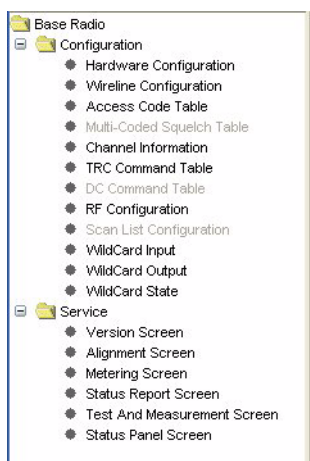 Base Radio
Configuration
Hardware Configuration
Wireline Configuration
Access Code Table
Multi-Coded Squelch Table
Channel Information
TRC Command Table
DC Command Table
RF Configuration
Scan List Configuration
WildCard Input
WildCard Output
WildCard State
Service
Version Screen
Alignment Screen
Metering Screen
Status Report Screen
Test And Measurement Screen
Status Panel Screen